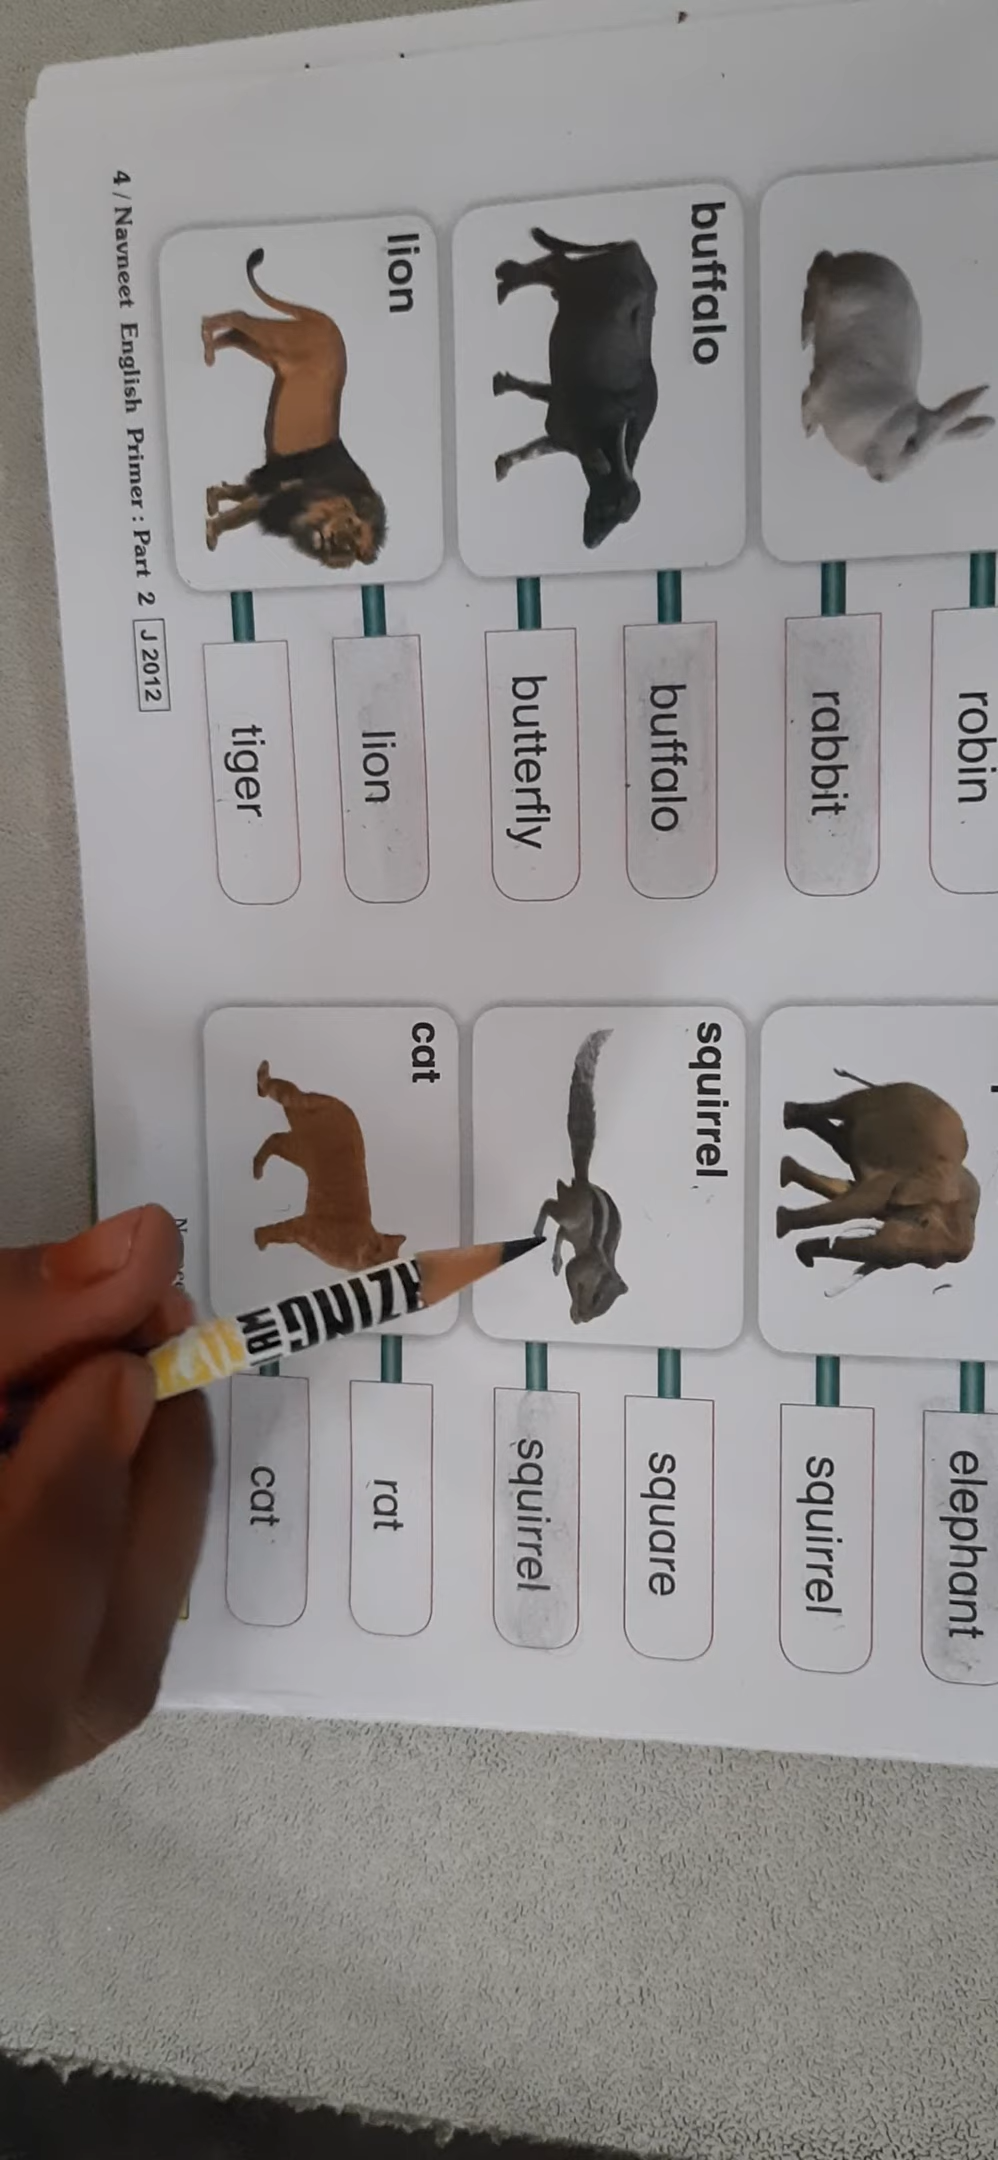 robin
rabbit
elephant
squirrel
buffalo
buffalo
butterfly
squirrel
square
squirrel
lion
lion
tiger
cat
rat
cat
4 / Navneet English Primer : Part 2 J 2012
AZING